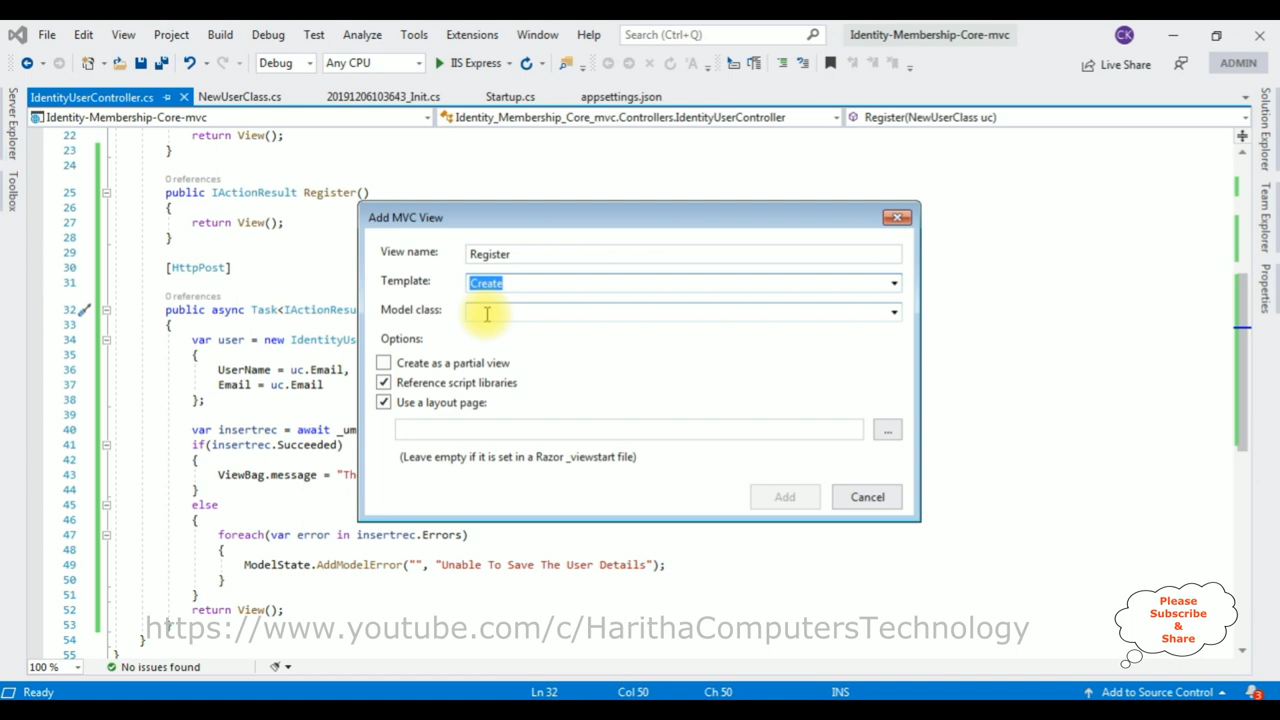 File Edit View Project Build Debug Test Analyze Tools Extensions Window Help Search (Ctrl+Q) Identity-Membership-Core-mvc CK
Debug Any CPU IIS Express Live Share ADMIN
IdentityUserController.cs NewUserClass.cs 20191206103643_Init.cs Startup.cs appsettings.json
Identity-Membership-Core-mvc Identity_Membership_Core_mvc.Controllers.IdentityUserController Register(NewUserClass uc)
Server Explorer
Toolbox
Solution Explorer
Team Explorer
Properties
22 return View();
23 }
24
0 references
25 public IActionResult Register()
26 {
27 return View();
28 }
29
30 [HttpPost]
31
0 references
32 public async Task<IActionResu
33 {
34 var user = new IdentityUs
35 {
36 UserName = uc.Email,
37 Email = uc.Email
38 };
39
40 var insertrec = await _um
41 if(insertrec.Succeeded)
42 {
43 ViewBag.message = "Th
44 }
45 else
46 {
47 foreach(var error in insertrec.Errors)
48 {
49 ModelState.AddModelError("", "Unable To Save The User Details");
50 }
51 }
52 return View();
53 }
54 }
55 }
Add MVC View
View name: Register
Template: Create
Model class:
Options:
Create as a partial view
Reference script libraries
Use a layout page:
...
(Leave empty if it is set in a Razor _viewstart file)
Add Cancel
https://www.youtube.com/c/HarithaComputersTechnology
Please
Subscribe
&
Share
100 % No issues found
Ready Ln 32 Col 50 Ch 50 INS Add to Source Control 3